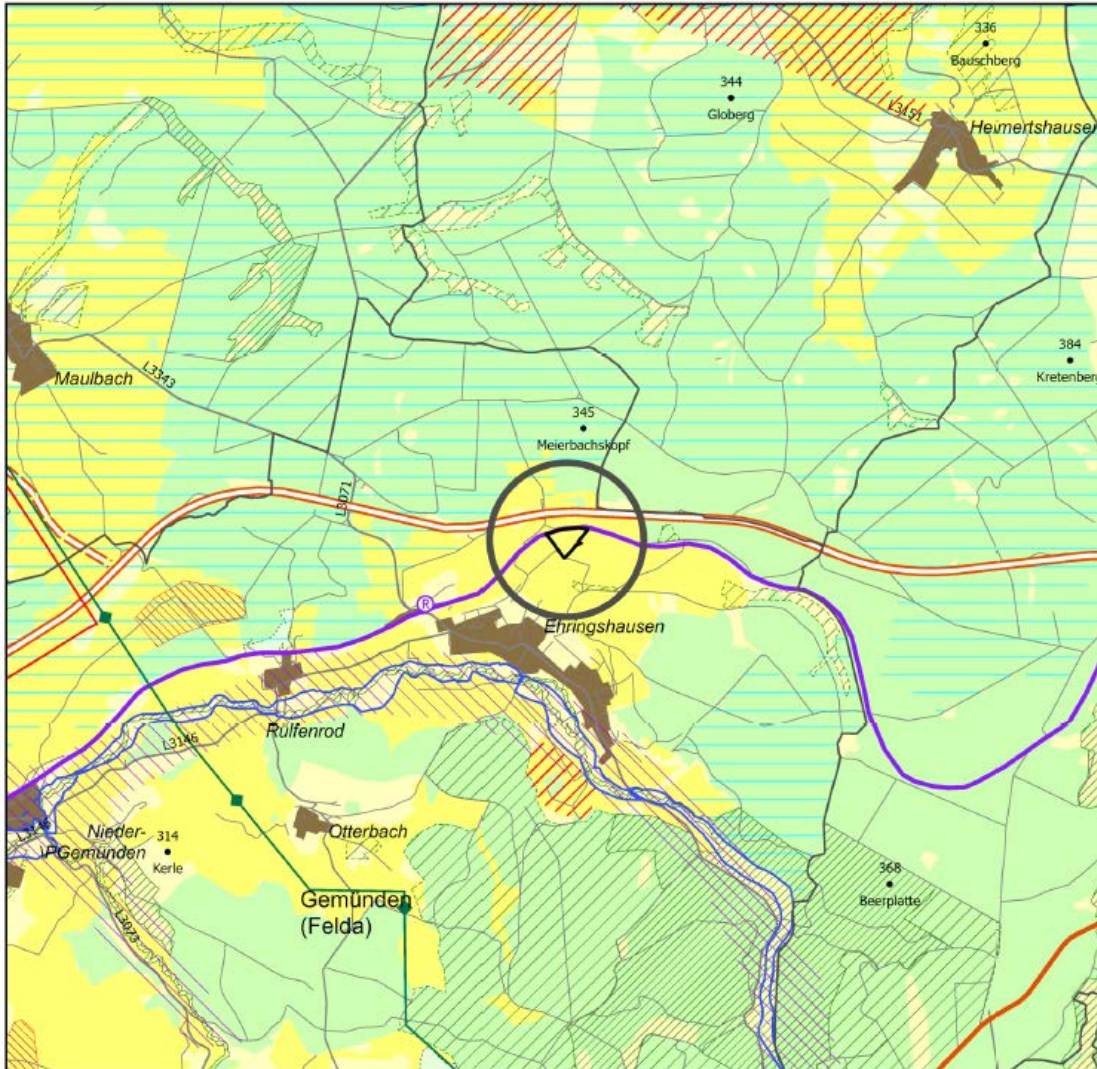 336
Bauschberg
344
Globerg
L3151
Heimertshausen
384
Kretenberg
Maulbach
L3343
345
Meierbachskopf
L3071
R
Ehringshausen
Rülfenrod
L3146
L3146
Nieder-
Gemünden
314
Kerle
Otterbach
368
Beerplatte
Gemünden
(Felda)
L3073